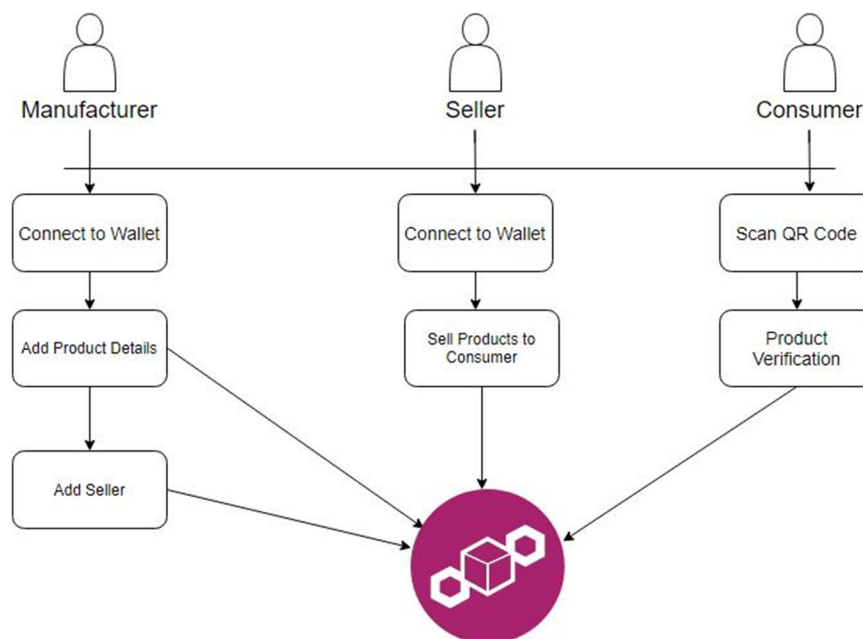 Manufacturer
Seller
Consumer
Connect to Wallet
Connect to Wallet
Scan QR Code
Add Product Details
Sell Products to
Consumer
Product
Verification
Add Seller